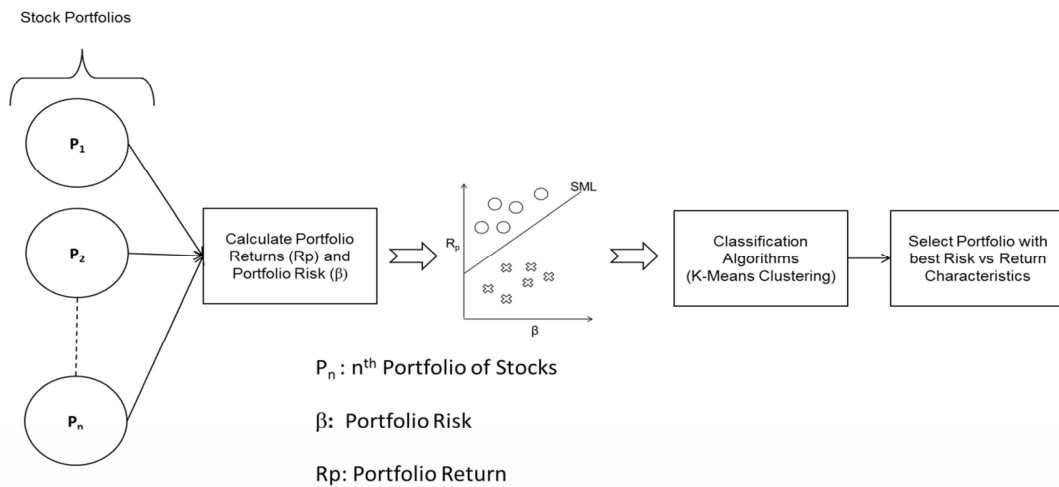 Stock Portfolios
P₁
P₂
Pₙ
Calculate Portfolio
Returns (Rp) and
Portfolio Risk (β)
SML
Rₚ
β
Classification
Algorithms
(K-Means Clustering)
Select Portfolio with
best Risk vs Return
Characteristics
Pₙ : nᵗʰ Portfolio of Stocks
β: Portfolio Risk
Rp: Portfolio Return